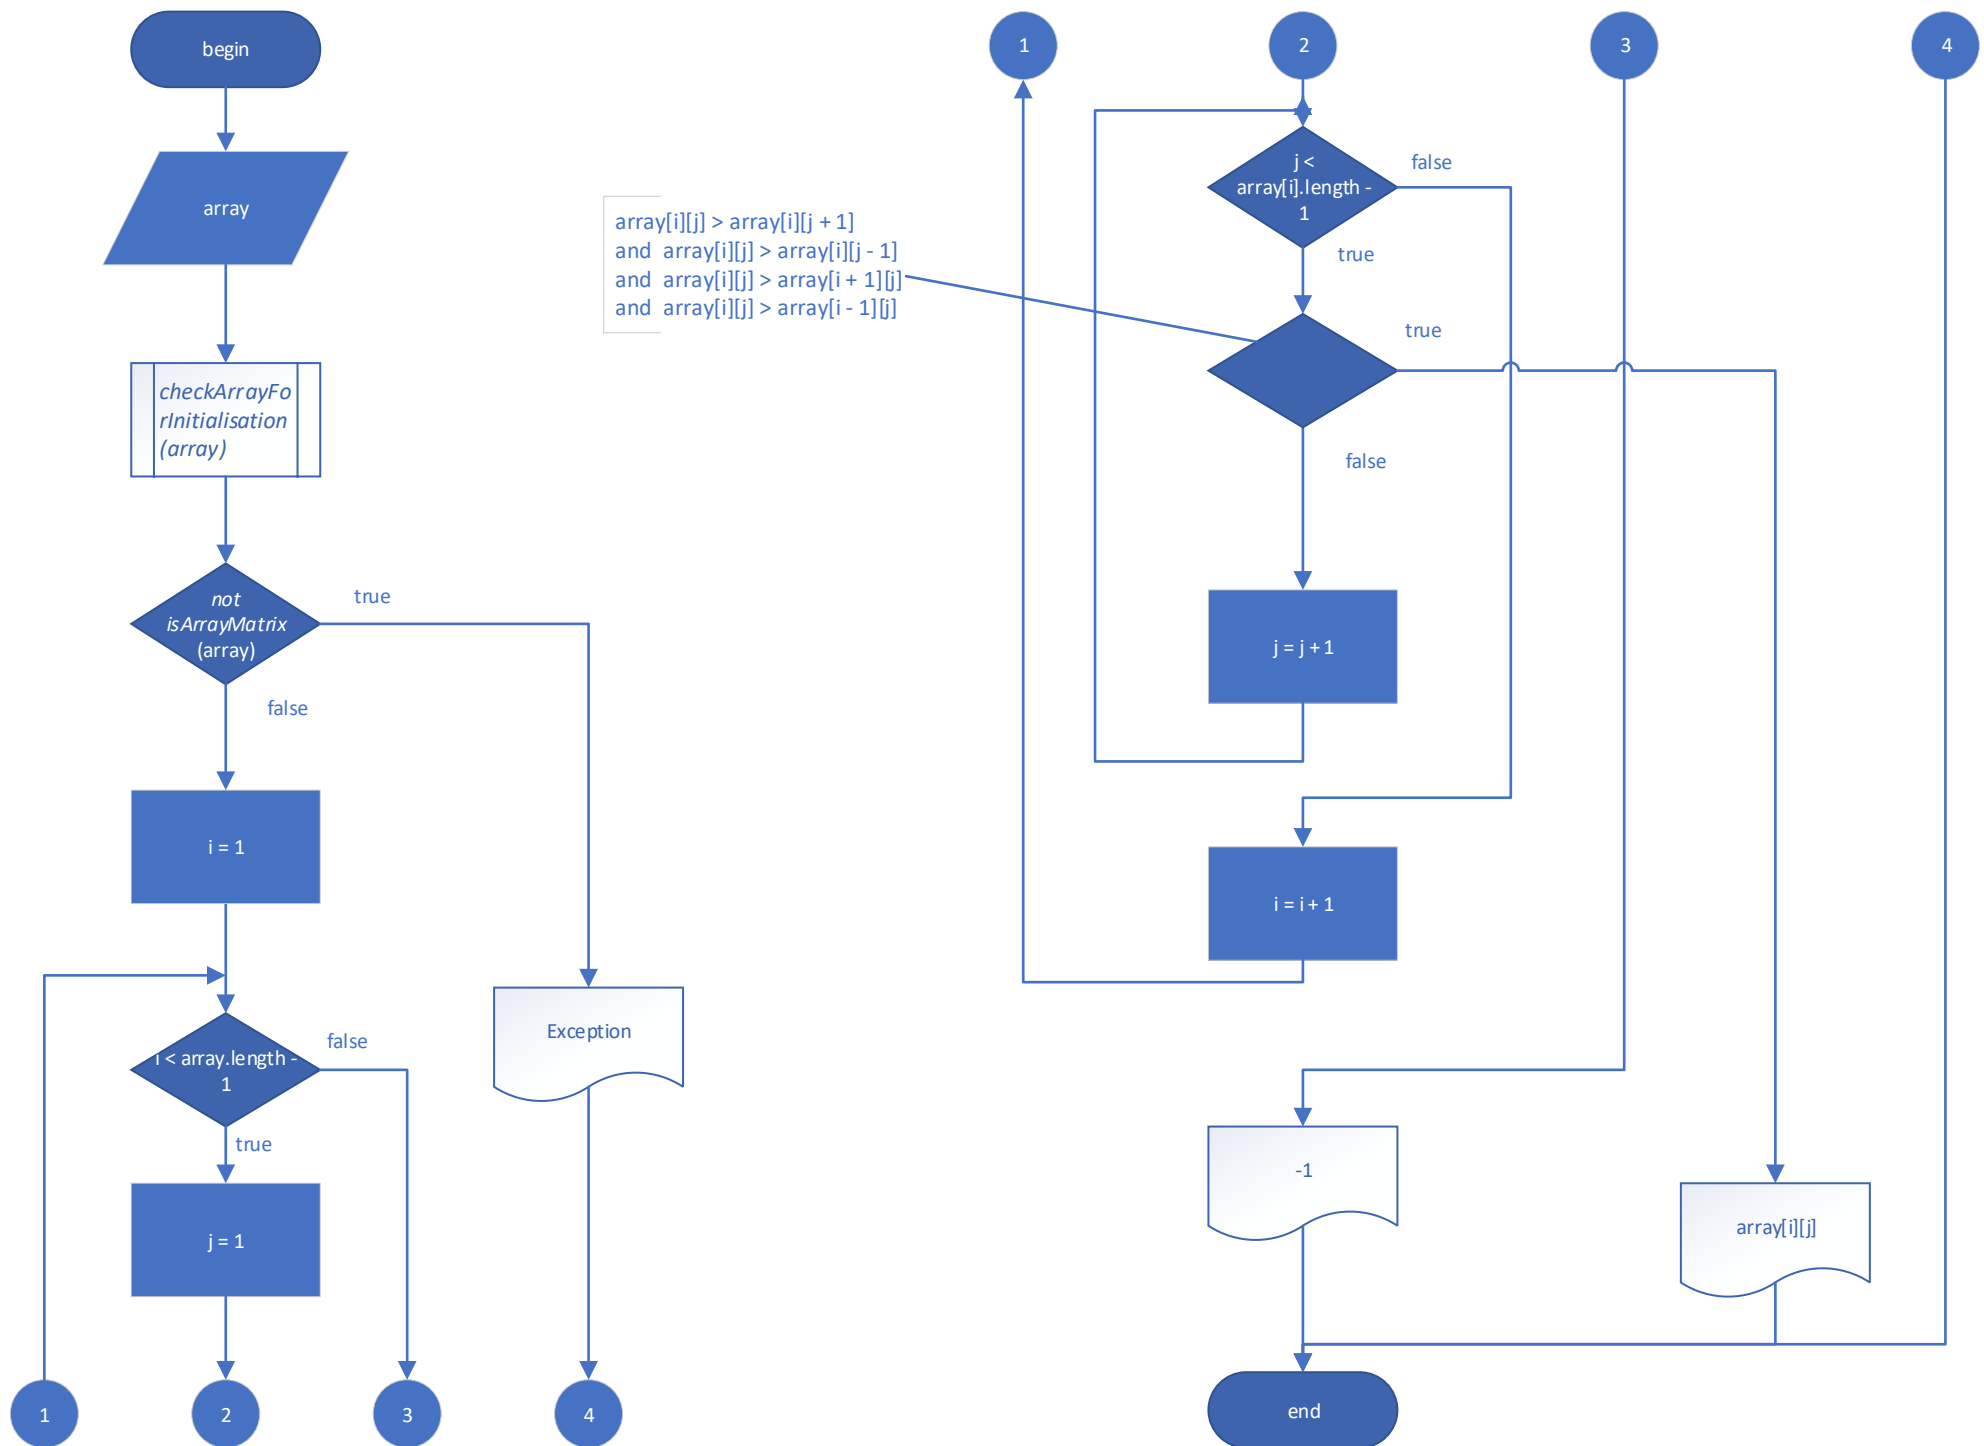 begin
array
checkArrayFo
rInitialisation
(array)
not
isArrayMatrix
(array)
true
false
i = 1
i < array.length -
1
false
true
j = 1
Exception
1
2
3
4
1
2
3
4
j <
array[i].length -
1
false
true
array[i][j] > array[i][j + 1]
and  array[i][j] > array[i][j - 1]
and  array[i][j] > array[i + 1][j]
and  array[i][j] > array[i - 1][j]
true
false
j = j + 1
i = i + 1
-1
array[i][j]
end